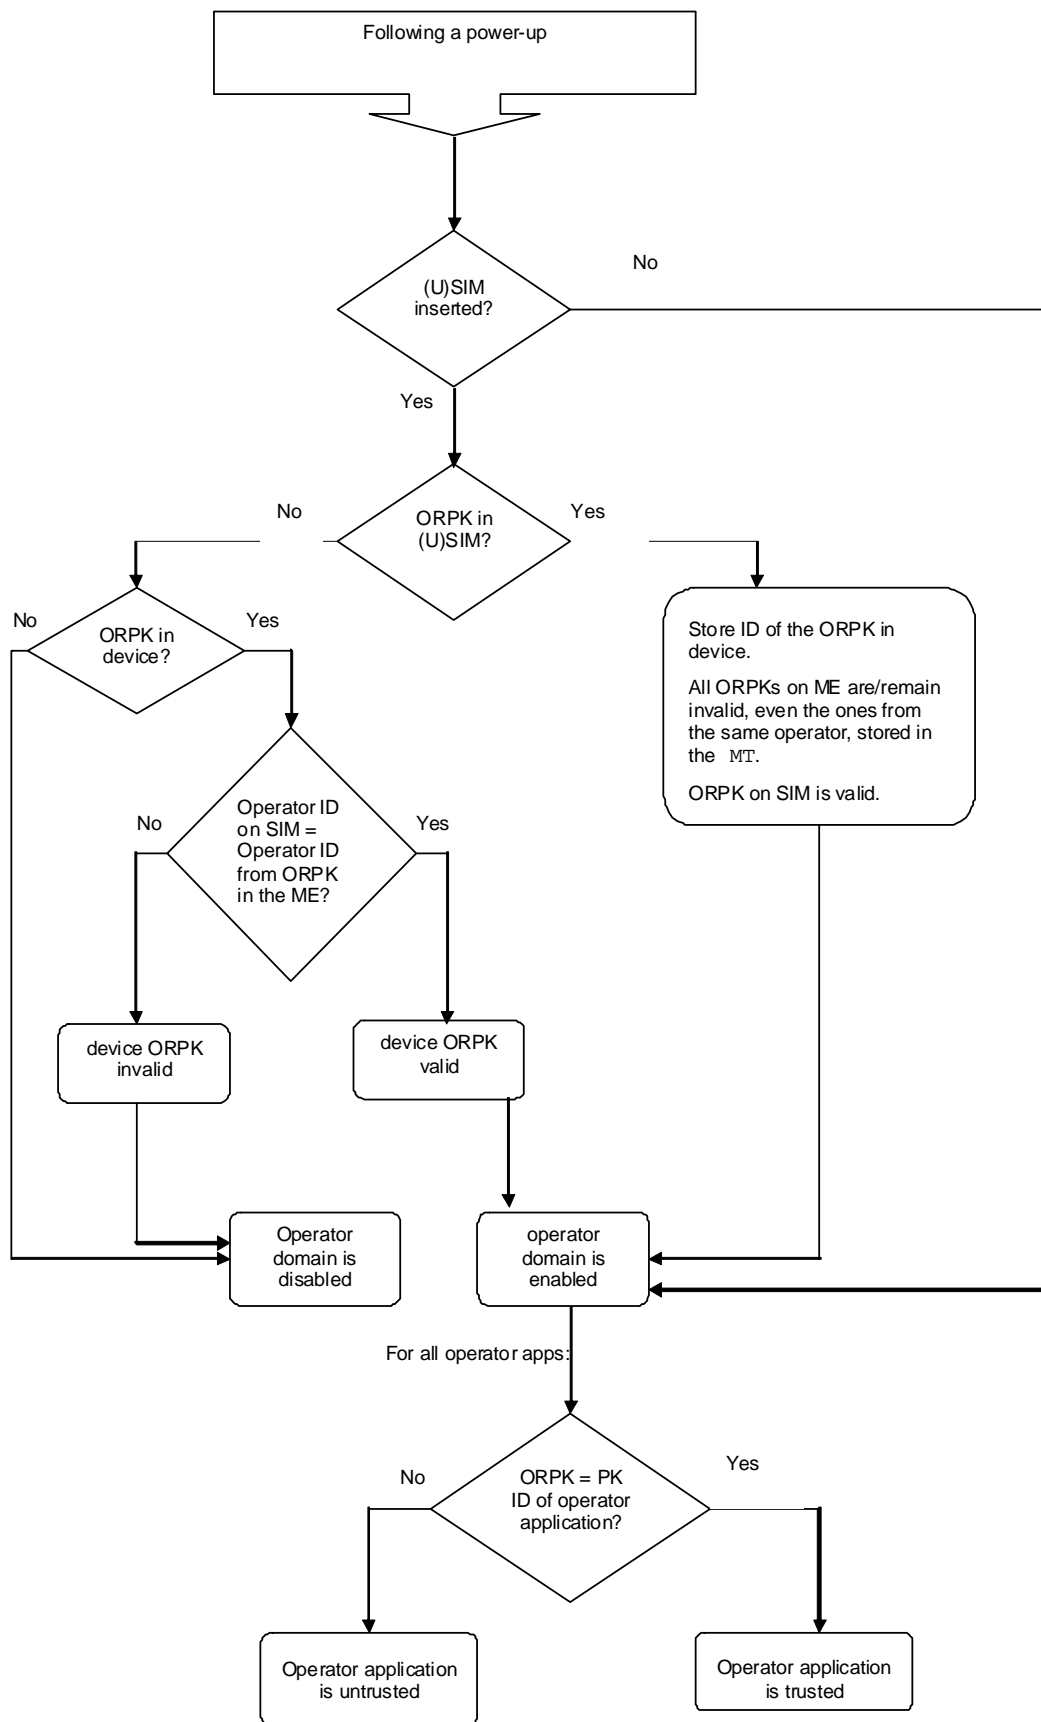 Following a power-up
No
(U)SIM
inserted?
Yes
No
ORPK in
(U)SIM?
Yes
No
ORPK in
device?
Yes
Store ID of the ORPK in
device.
All ORPKs on ME are/remain
invalid, even the ones from
the same operator, stored in
the MT.
ORPK on SIM is valid.
No
Operator ID
on SIM =
Operator ID
from ORPK
in the ME?
Yes
device ORPK
invalid
device ORPK
valid
Operator
domain is
disabled
operator
domain is
enabled
For all operator apps:
No
ORPK = PK
ID of operator
application?
Yes
Operator application
is untrusted
Operator application
is trusted